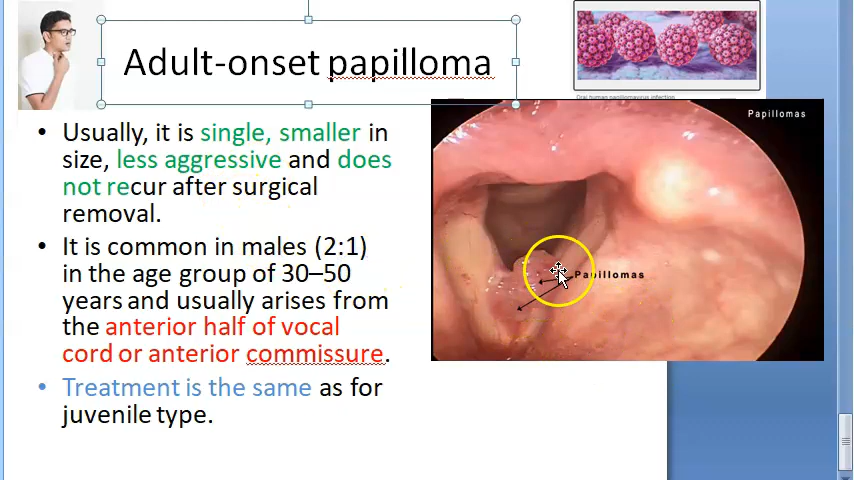 Adult-onset papilloma
Oral human papillomavirus infection
Papillomas
• Usually, it is single, smaller in
size, less aggressive and does
not recur after surgical
removal.
• It is common in males (2:1)
in the age group of 30–50
years and usually arises from
the anterior half of vocal
cord or anterior commissure.
• Treatment is the same as for
juvenile type.
Papillomas